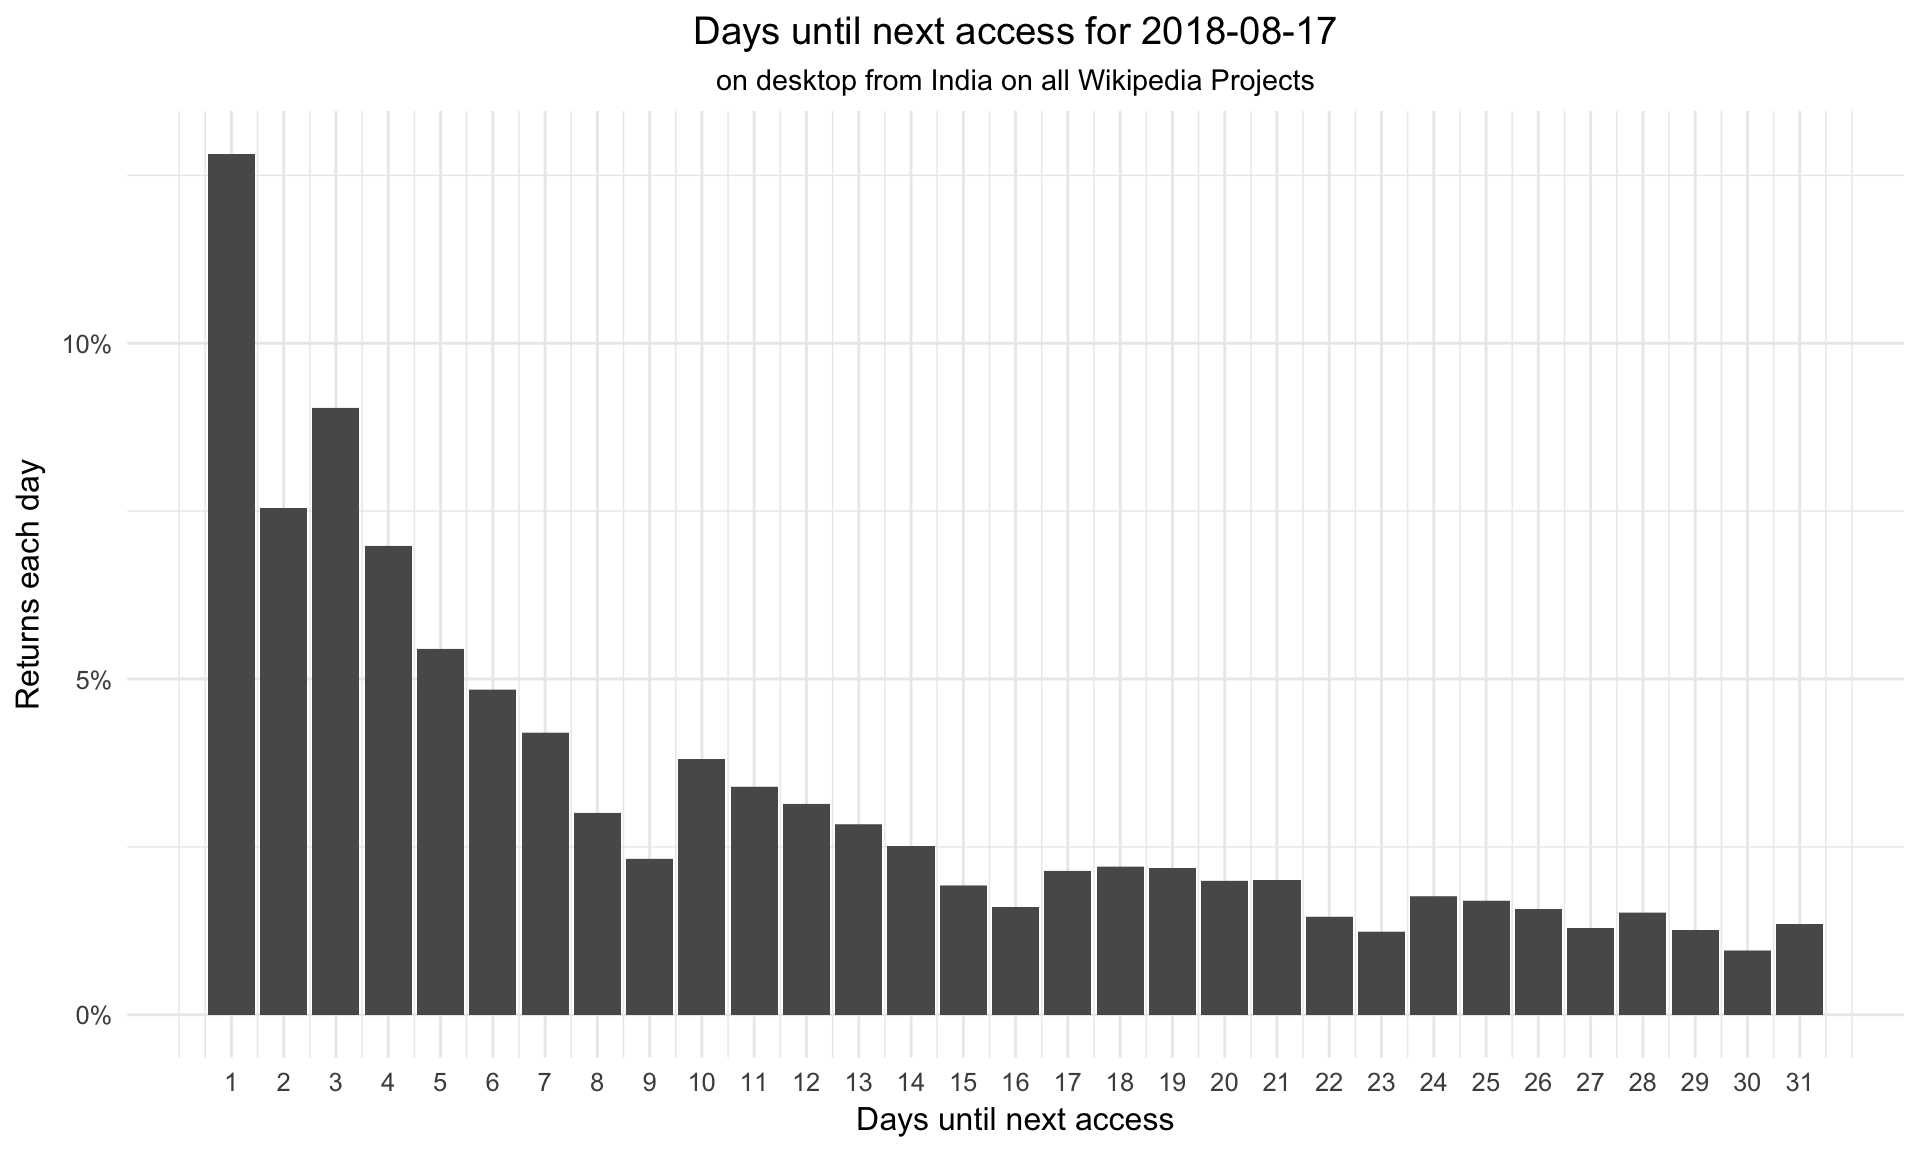 Days until next access for 2018-08-17
on desktop from India on all Wikipedia Projects
Returns each day
10%
5%
0%
1 2 3 4 5 6 7 8 9 10 11 12 13 14 15 16 17 18 19 20 21 22 23 24 25 26 27 28 29 30 31
Days until next access